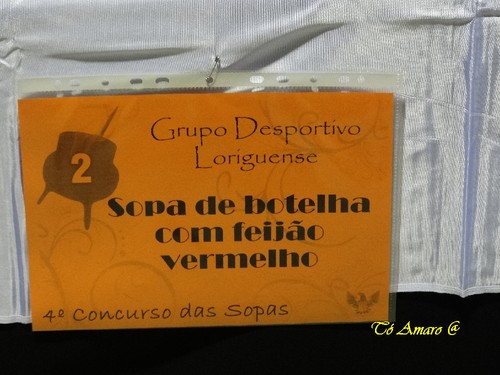 2
Grupo Desportivo
Loriguense
Sopa de botelha
com feijão
vermelho
4º Concurso das Sopas
Tó Amaro @